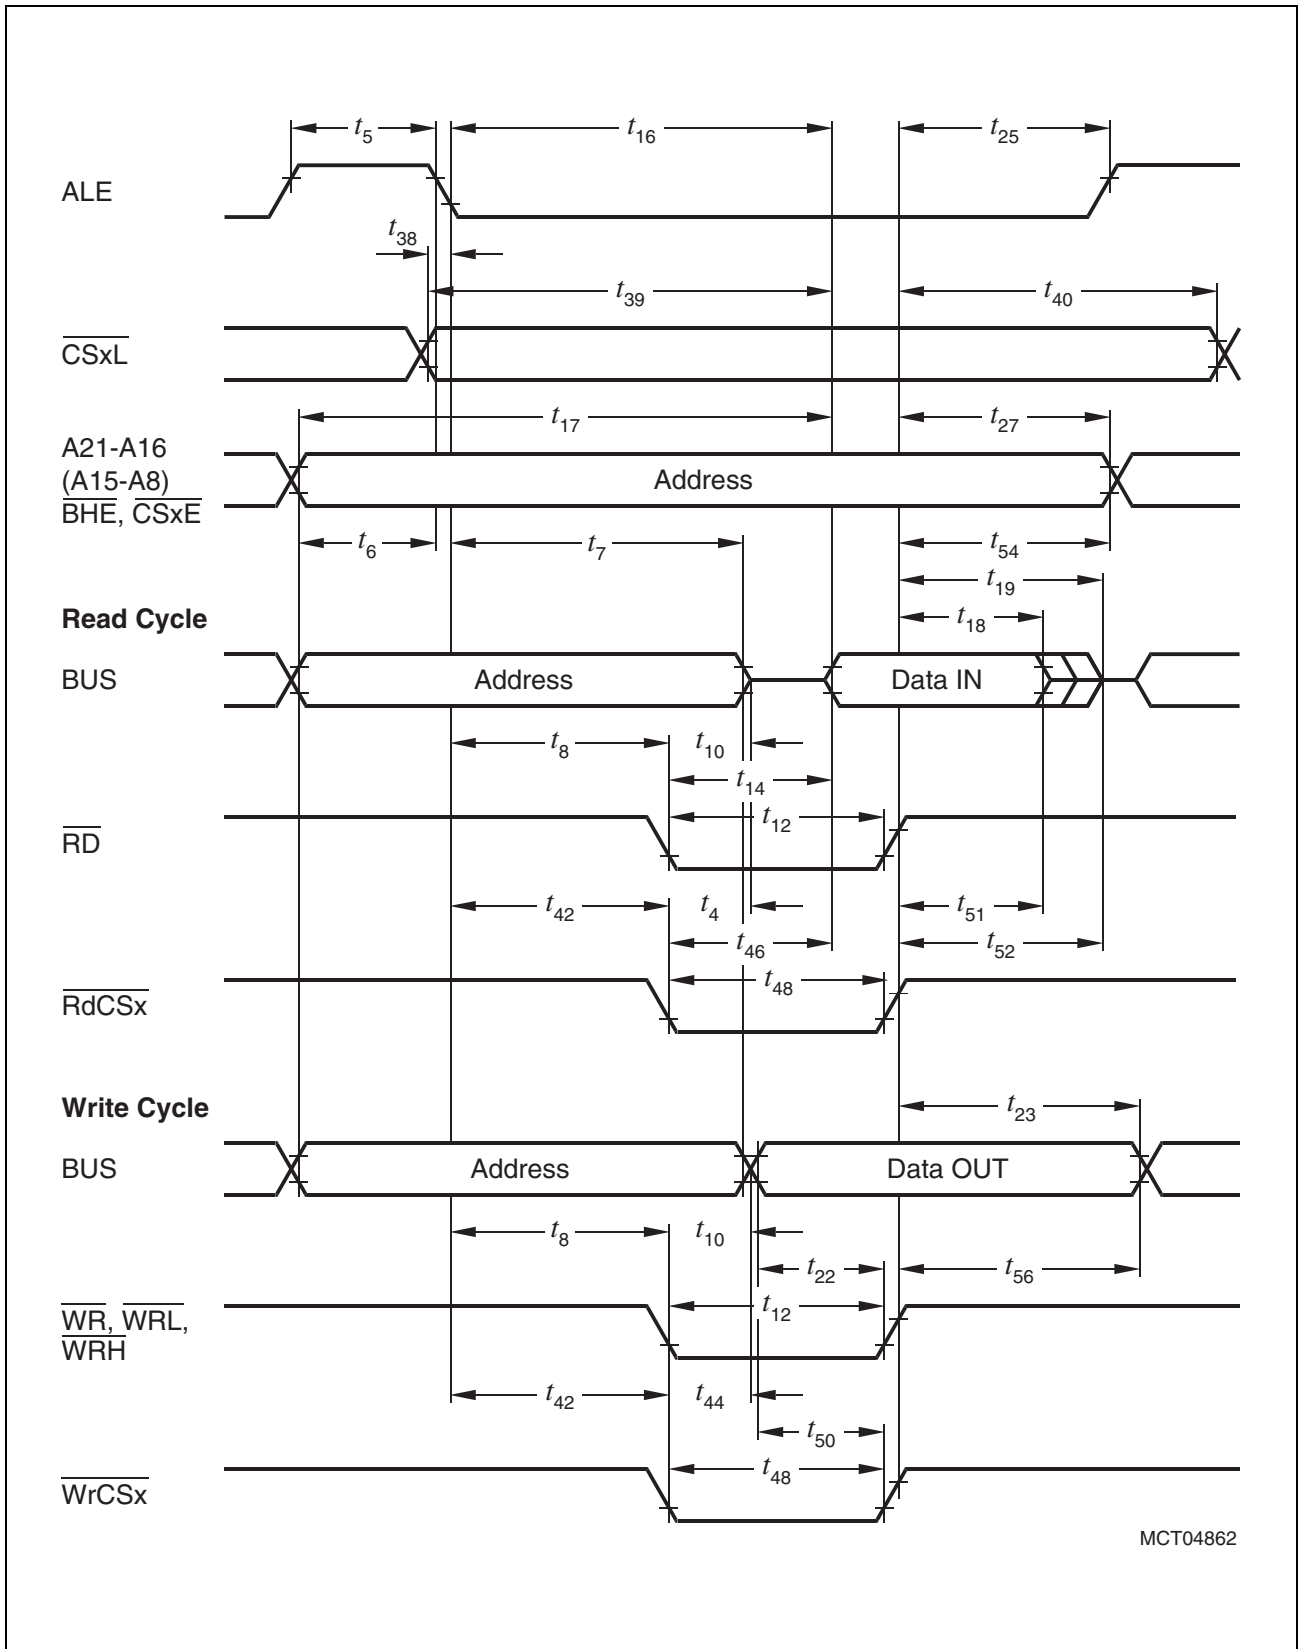 t5 t16 t25
ALE
t38
t39 t40
CSxL
t17 t27
A21-A16
(A15-A8)
BHE, CSxE
Address
t6 t7 t54
t19
Read Cycle
t18
BUS Address Data IN
t8 t10
t14
t12
RD
t42 t4 t51
t46 t52
t48
RdCSx
Write Cycle
t23
BUS Address Data OUT
t8 t10
t22 t56
t12
WR, WRL,
WRH
t42 t44
t50
t48
WrCSx
MCT04862